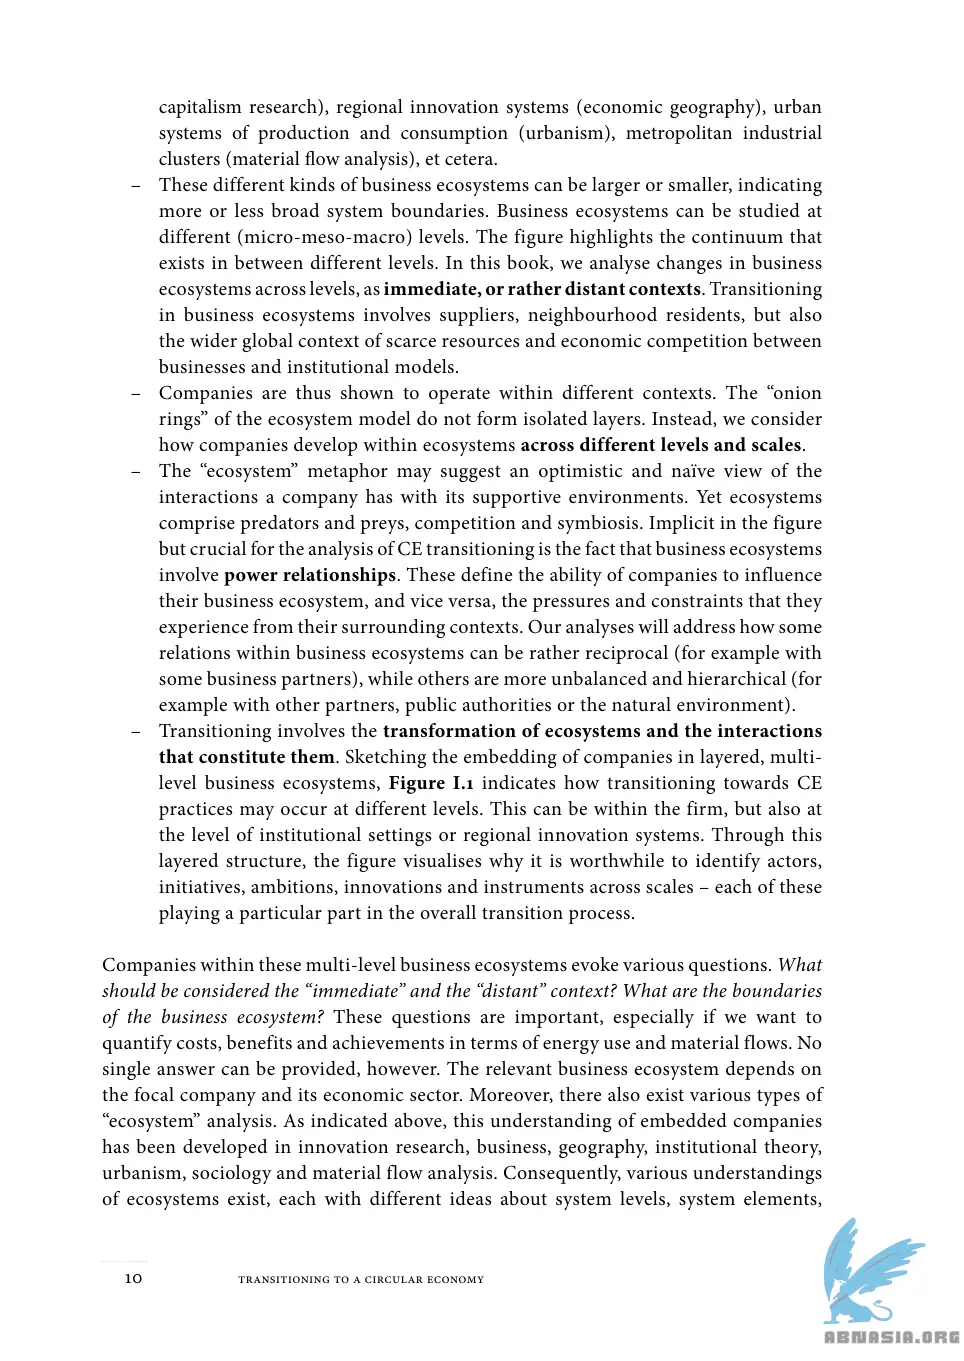 capitalism research), regional innovation systems (economic geography), urban
systems of production and consumption (urbanism), metropolitan industrial
clusters (material flow analysis), et cetera.
– These different kinds of business ecosystems can be larger or smaller, indicating
more or less broad system boundaries. Business ecosystems can be studied at
different (micro-meso-macro) levels. The figure highlights the continuum that
exists in between different levels. In this book, we analyse changes in business
ecosystems across levels, as immediate, or rather distant contexts. Transitioning
in business ecosystems involves suppliers, neighbourhood residents, but also
the wider global context of scarce resources and economic competition between
businesses and institutional models.
– Companies are thus shown to operate within different contexts. The “onion
rings” of the ecosystem model do not form isolated layers. Instead, we consider
how companies develop within ecosystems across different levels and scales.
– The “ecosystem” metaphor may suggest an optimistic and naïve view of the
interactions a company has with its supportive environments. Yet ecosystems
comprise predators and preys, competition and symbiosis. Implicit in the figure
but crucial for the analysis of CE transitioning is the fact that business ecosystems
involve power relationships. These define the ability of companies to influence
their business ecosystem, and vice versa, the pressures and constraints that they
experience from their surrounding contexts. Our analyses will address how some
relations within business ecosystems can be rather reciprocal (for example with
some business partners), while others are more unbalanced and hierarchical (for
example with other partners, public authorities or the natural environment).
– Transitioning involves the transformation of ecosystems and the interactions
that constitute them. Sketching the embedding of companies in layered, multi-
level business ecosystems, Figure I.1 indicates how transitioning towards CE
practices may occur at different levels. This can be within the firm, but also at
the level of institutional settings or regional innovation systems. Through this
layered structure, the figure visualises why it is worthwhile to identify actors,
initiatives, ambitions, innovations and instruments across scales – each of these
playing a particular part in the overall transition process.
Companies within these multi-level business ecosystems evoke various questions. What
should be considered the “immediate” and the “distant” context? What are the boundaries
of the business ecosystem? These questions are important, especially if we want to
quantify costs, benefits and achievements in terms of energy use and material flows. No
single answer can be provided, however. The relevant business ecosystem depends on
the focal company and its economic sector. Moreover, there also exist various types of
“ecosystem” analysis. As indicated above, this understanding of embedded companies
has been developed in innovation research, business, geography, institutional theory,
urbanism, sociology and material flow analysis. Consequently, various understandings
of ecosystems exist, each with different ideas about system levels, system elements,
10 TRANSITIONING TO A CIRCULAR ECONOMY
ABNASIA.ORG